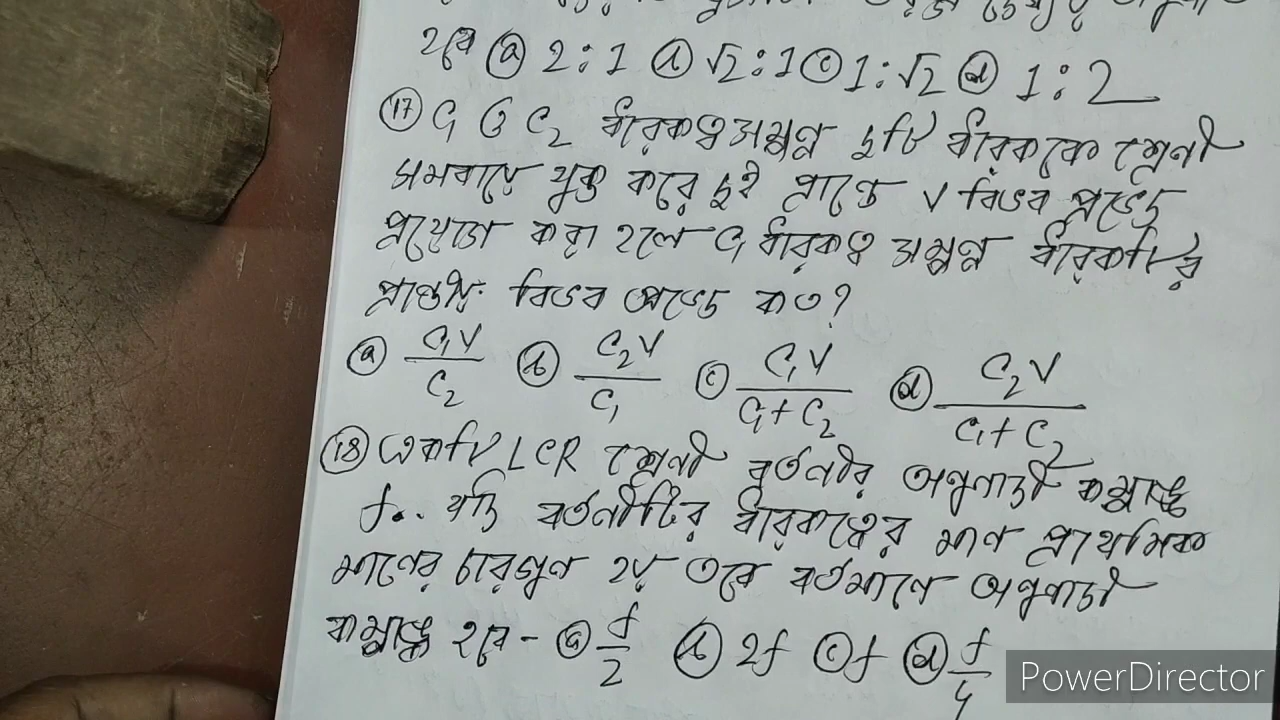 হবে ⓐ 2:1 ⓑ √2:1 ⓒ 1:√2 ⓓ 1:2
⑰ C₁ ও C₂ ধারকত্ব সম্পন্ন দুটি ধারককে শ্রেণী
সমবায়ে যুক্ত করে দুই প্রান্তে V বিভব প্রভেদ
প্রয়োগ করা হলে C₁ ধারকত্ব সম্পন্ন ধারকটির
প্রান্তীয় বিভব প্রভেদ কত?
ⓐ C₁V/C₂ ⓑ C₂V/C₁ ⓒ C₁V/C₁+C₂ ⓓ C₂V/C₁+C₂
⑱ একটি LCR শ্রেণী বর্তনীর অনুনাদী কম্পাঙ্ক
f. যদি বর্তনীটির ধারকত্বের মান প্রাথমিক
মানের চারগুন হয় তবে বর্তমানে অনুনাদী
কম্পাঙ্ক হবে- ⓐ f/2 ⓑ 2f ⓒ f ⓓ f/4
PowerDirector